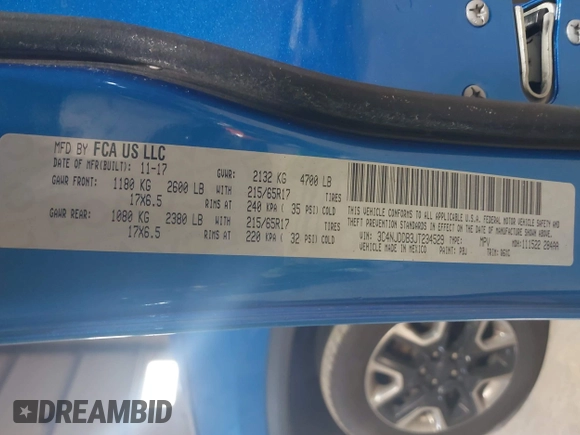 MFD BY FCA US LLC
DATE OF MFR(BUILT): 11-17 GVWR: 2132 KG 4700 LB
GAWR FRONT: 1180 KG 2600 LB WITH 215/65R17 TIRES
17X6.5 RIMS AT 240 KPA ( 35 PSI) COLD
GAWR REAR: 1080 KG 2380 LB WITH 215/65R17 TIRES
17X6.5 RIMS AT 220 KPA ( 32 PSI) COLD
THIS VEHICLE CONFORMS TO ALL APPLICABLE U.S.A. FEDERAL MOTOR VEHICLE SAFETY AND
THEFT PREVENTION STANDARDS IN EFFECT ON THE DATE OF MANUFACTURE SHOWN ABOVE.
VIN: 3C4NJDDB3JT234529 TYPE: MPV MDH: 111522 284AA
VEHICLE MADE IN MEXICO PAINT: PBJ TRIM:
DREAMBID